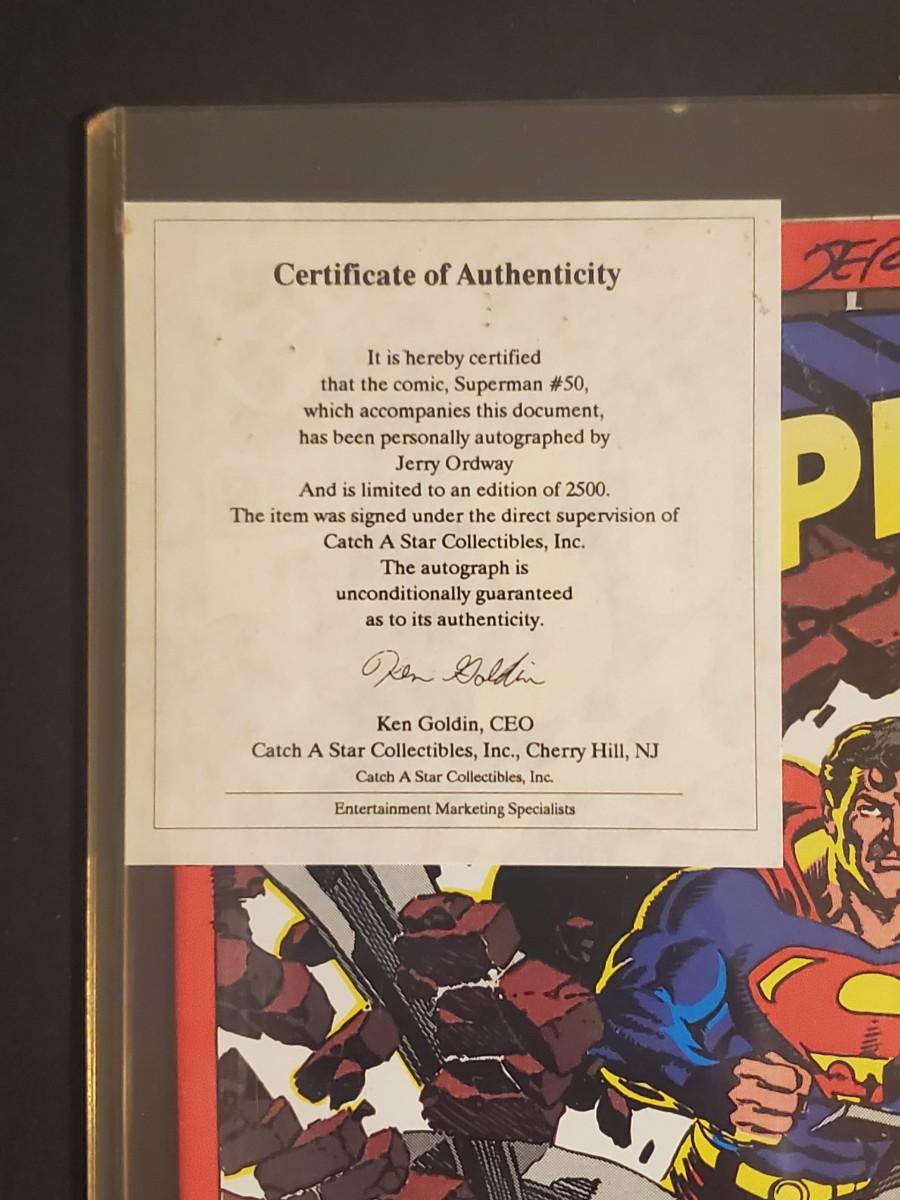 Certificate of Authenticity
It is hereby certified
that the comic, Superman #50,
which accompanies this document,
has been personally autographed by
Jerry Ordway
And is limited to an edition of 2500.
The item was signed under the direct supervision of
Catch A Star Collectibles, Inc.
The autograph is
unconditionally guaranteed
as to its authenticity.
Ken Goldin
Ken Goldin, CEO
Catch A Star Collectibles, Inc., Cherry Hill, NJ
Catch A Star Collectibles, Inc.
Entertainment Marketing Specialists